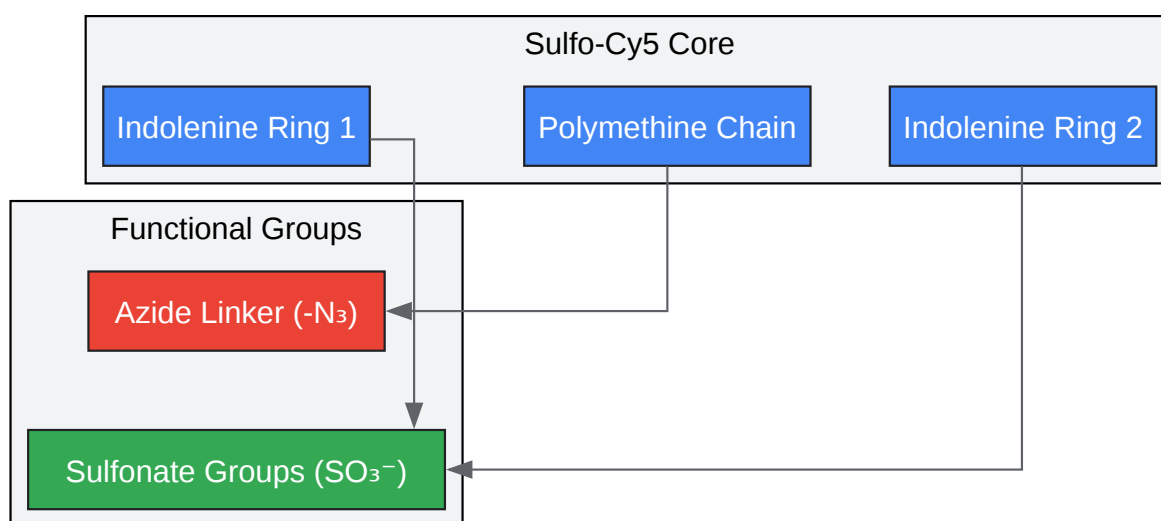 Sulfo-Cy5 Core
Indolenine Ring 1
Polymethine Chain
Indolenine Ring 2
Functional Groups
Azide Linker (-N₃)
Sulfonate Groups (SO₃⁻)